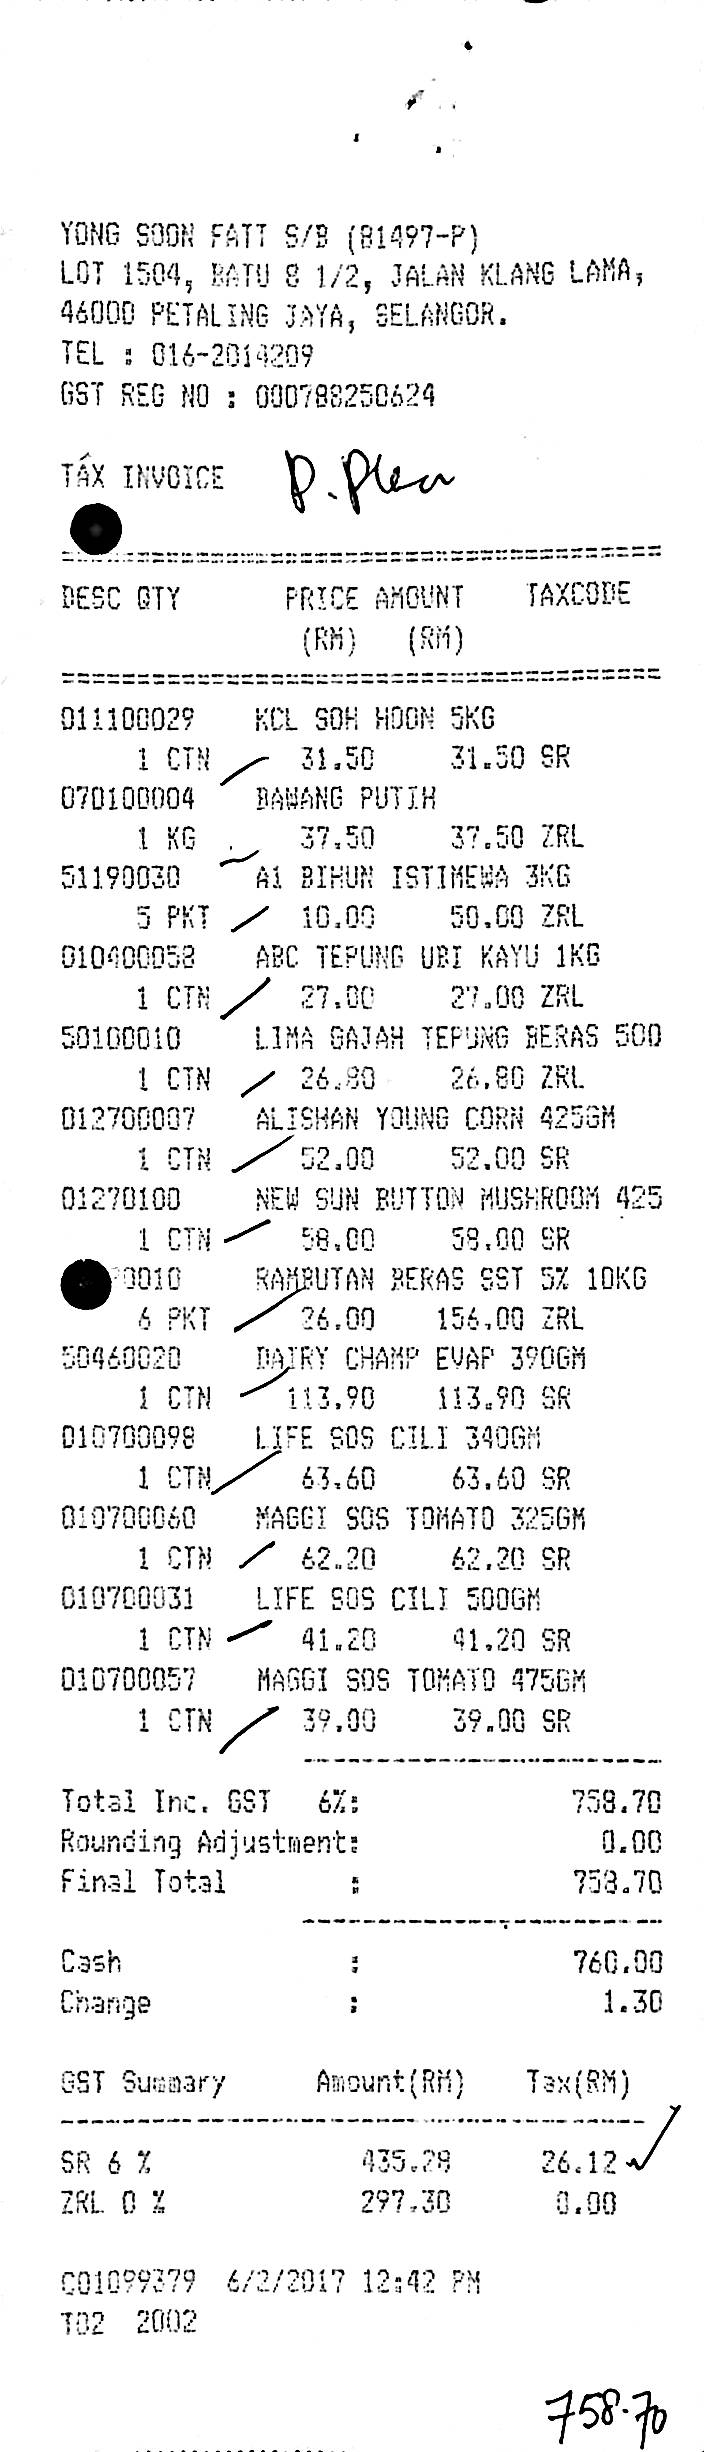 YONG SOON FATT S/B (81497-P)
LOT 1504, BATU 8 1/2, JALAN KLANG LAMA,
46000 PETALING JAYA, SELANGOR.
TEL : 016-2014209
GST REG NO : 000788250624
TAX INVOICE
==========================================
DESC QTY PRICE AMOUNT TAXCODE
(RM) (RM)
==========================================
011100029 KCL SOH HOON 5KG
1 CTN 31.50 31.50 SR
070100004 BAWANG PUTIH
1 KG 37.50 37.50 ZRL
51190030 A1 BIHUN ISTIMEWA 3KG
5 PKT 10.00 50.00 ZRL
010400058 ABC TEPUNG UBI KAYU 1KG
1 CTN 27.00 27.00 ZRL
50100010 LIMA GAJAH TEPUNG BERAS 500
1 CTN 26.80 26.80 ZRL
012700007 ALISHAN YOUNG CORN 425GM
1 CTN 52.00 52.00 SR
01270100 NEW SUN BUTTON MUSHROOM 425
1 CTN 58.00 58.00 SR
0010 RAMBUTAN BERAS SST 5% 10KG
6 PKT 26.00 156.00 ZRL
50460020 DAIRY CHAMP EVAP 390GM
1 CTN 113.90 113.90 SR
010700098 LIFE SOS CILI 340GM
1 CTN 63.60 63.60 SR
010700060 MAGGI SOS TOMATO 325GM
1 CTN 62.20 62.20 SR
010700031 LIFE SOS CILI 500GM
1 CTN 41.20 41.20 SR
010700057 MAGGI SOS TOMATO 475GM
1 CTN 39.00 39.00 SR
Total Inc. GST 6%: 758.70
Rounding Adjustment: 0.00
Final Total : 758.70
Cash : 760.00
Change : 1.30
GST Summary Amount(RM) Tax(RM)
SR 6 % 435.28 26.12
ZRL 0 % 297.30 0.00
C01099379 6/2/2017 12:42 PM
T02 2002
758.70